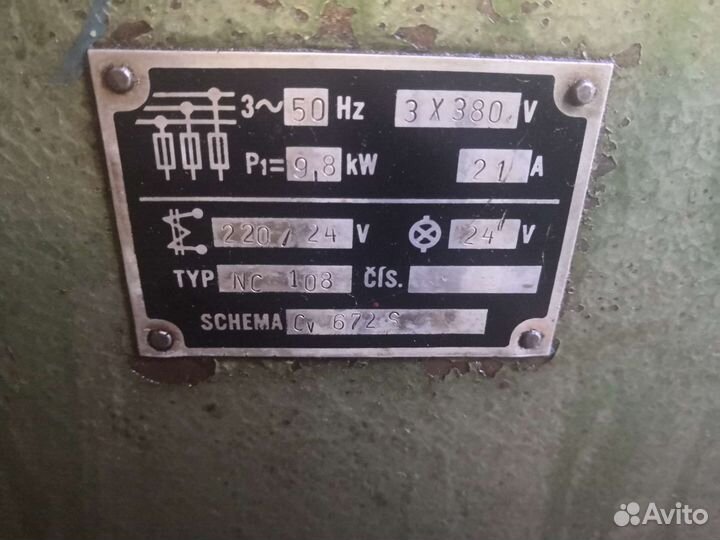 3~ 50 Hz 3 X 380 V
P1= 9,8 kW 21 A
220 / 24 V 24 V
TYP NC 108 ČÍS.
SCHEMA Cv 672 S
Avito